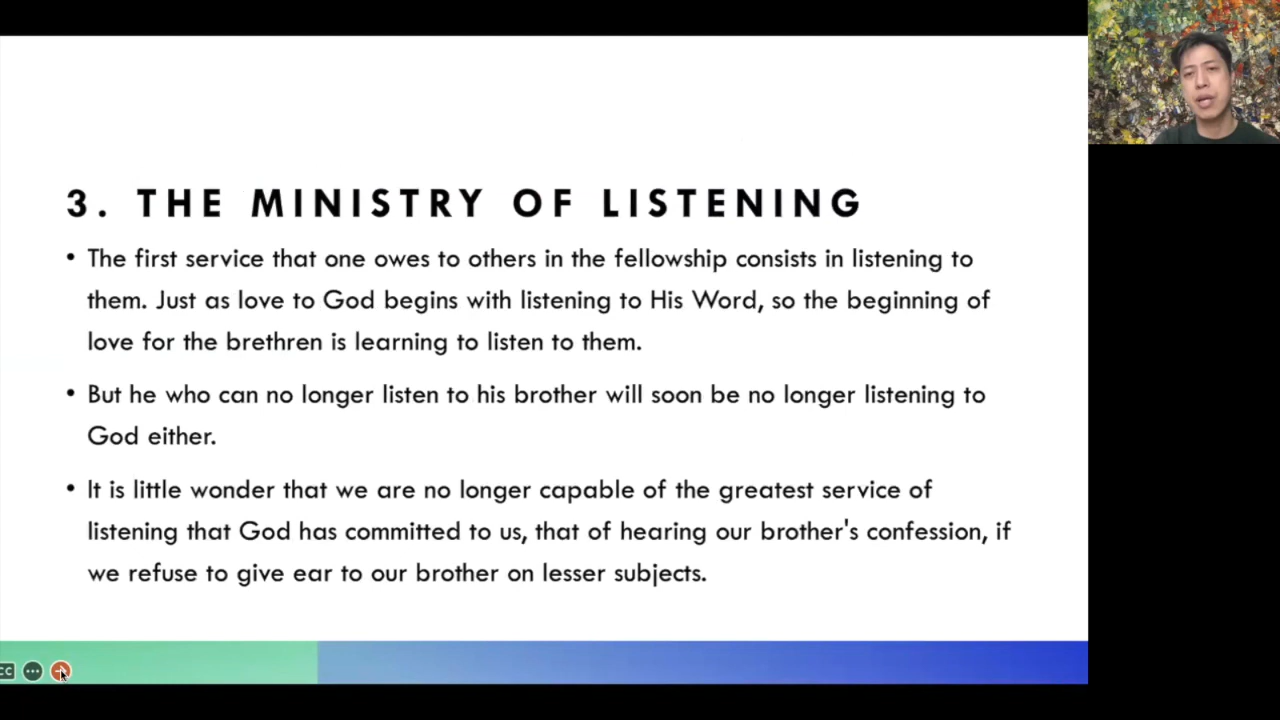 3. THE MINISTRY OF LISTENING
• The first service that one owes to others in the fellowship consists in listening to
them. Just as love to God begins with listening to His Word, so the beginning of
love for the brethren is learning to listen to them.
• But he who can no longer listen to his brother will soon be no longer listening to
God either.
• It is little wonder that we are no longer capable of the greatest service of
listening that God has committed to us, that of hearing our brother's confession, if
we refuse to give ear to our brother on lesser subjects.
CC